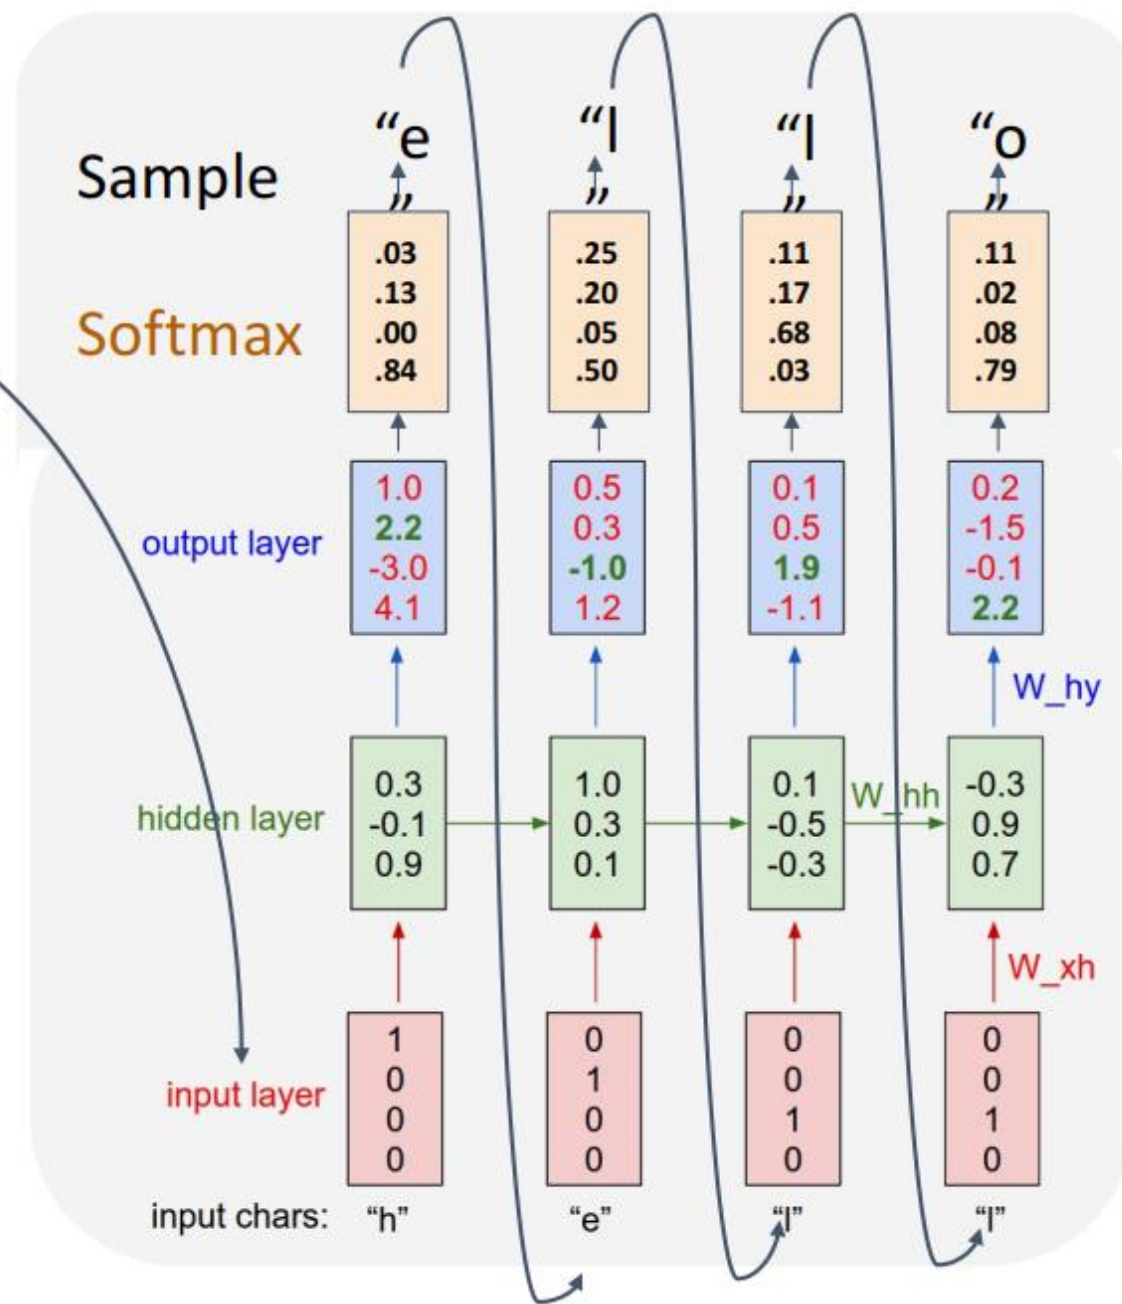 Sample “e” “l” “l” “o”
Softmax
.03 .25 .11 .11
.13 .20 .17 .02
.00 .05 .68 .08
.84 .50 .03 .79
output layer
1.0 0.5 0.1 0.2
2.2 0.3 0.5 -1.5
-3.0 -1.0 1.9 -0.1
4.1 1.2 -1.1 2.2
W_hy
hidden layer
0.3 1.0 0.1 -0.3
-0.1 0.3 -0.5 0.9
0.9 0.1 -0.3 0.7
W_hh
W_xh
input layer
1 0 0 0
0 1 0 0
0 0 1 1
0 0 0 0
input chars: “h” “e” “l” “l”